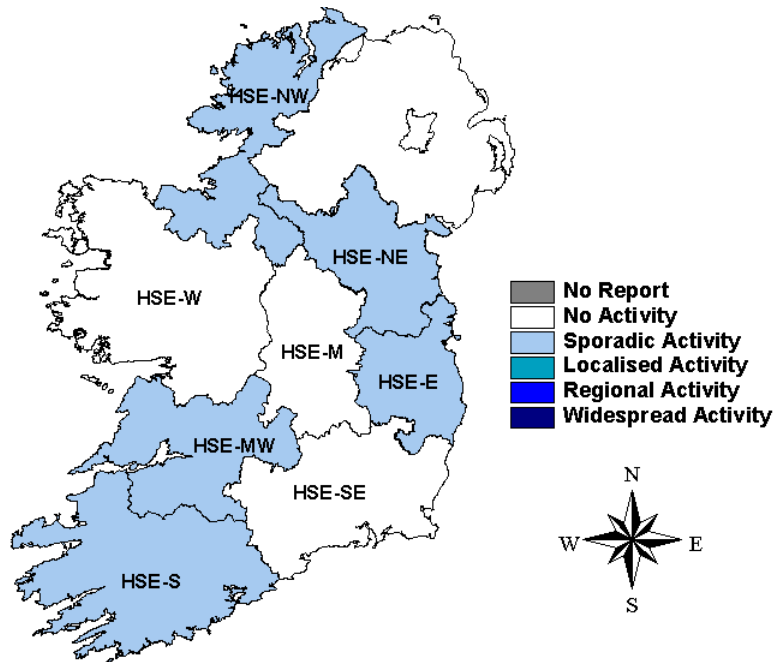 HSE-NW
HSE-NE
HSE-W
No Report
No Activity
Sporadic Activity
HSE-M
Localised Activity
HSE-E
Regional Activity
Widespread Activity
HSE-MW
HSE-SE
N
W
E
HSE-S
S